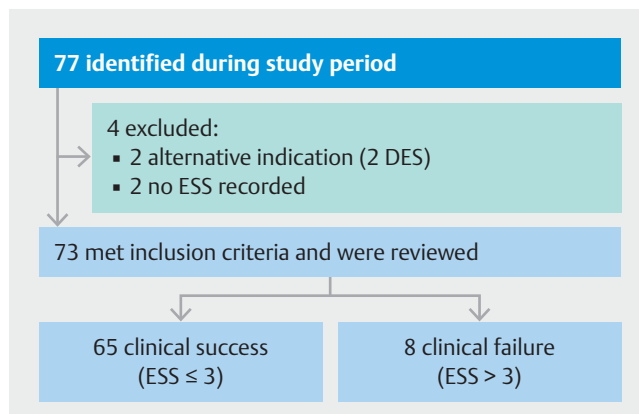 77 identified during study period
4 excluded:
▪ 2 alternative indication (2 DES)
▪ 2 no ESS recorded
73 met inclusion criteria and were reviewed
65 clinical success
(ESS ≤ 3)
8 clinical failure
(ESS > 3)